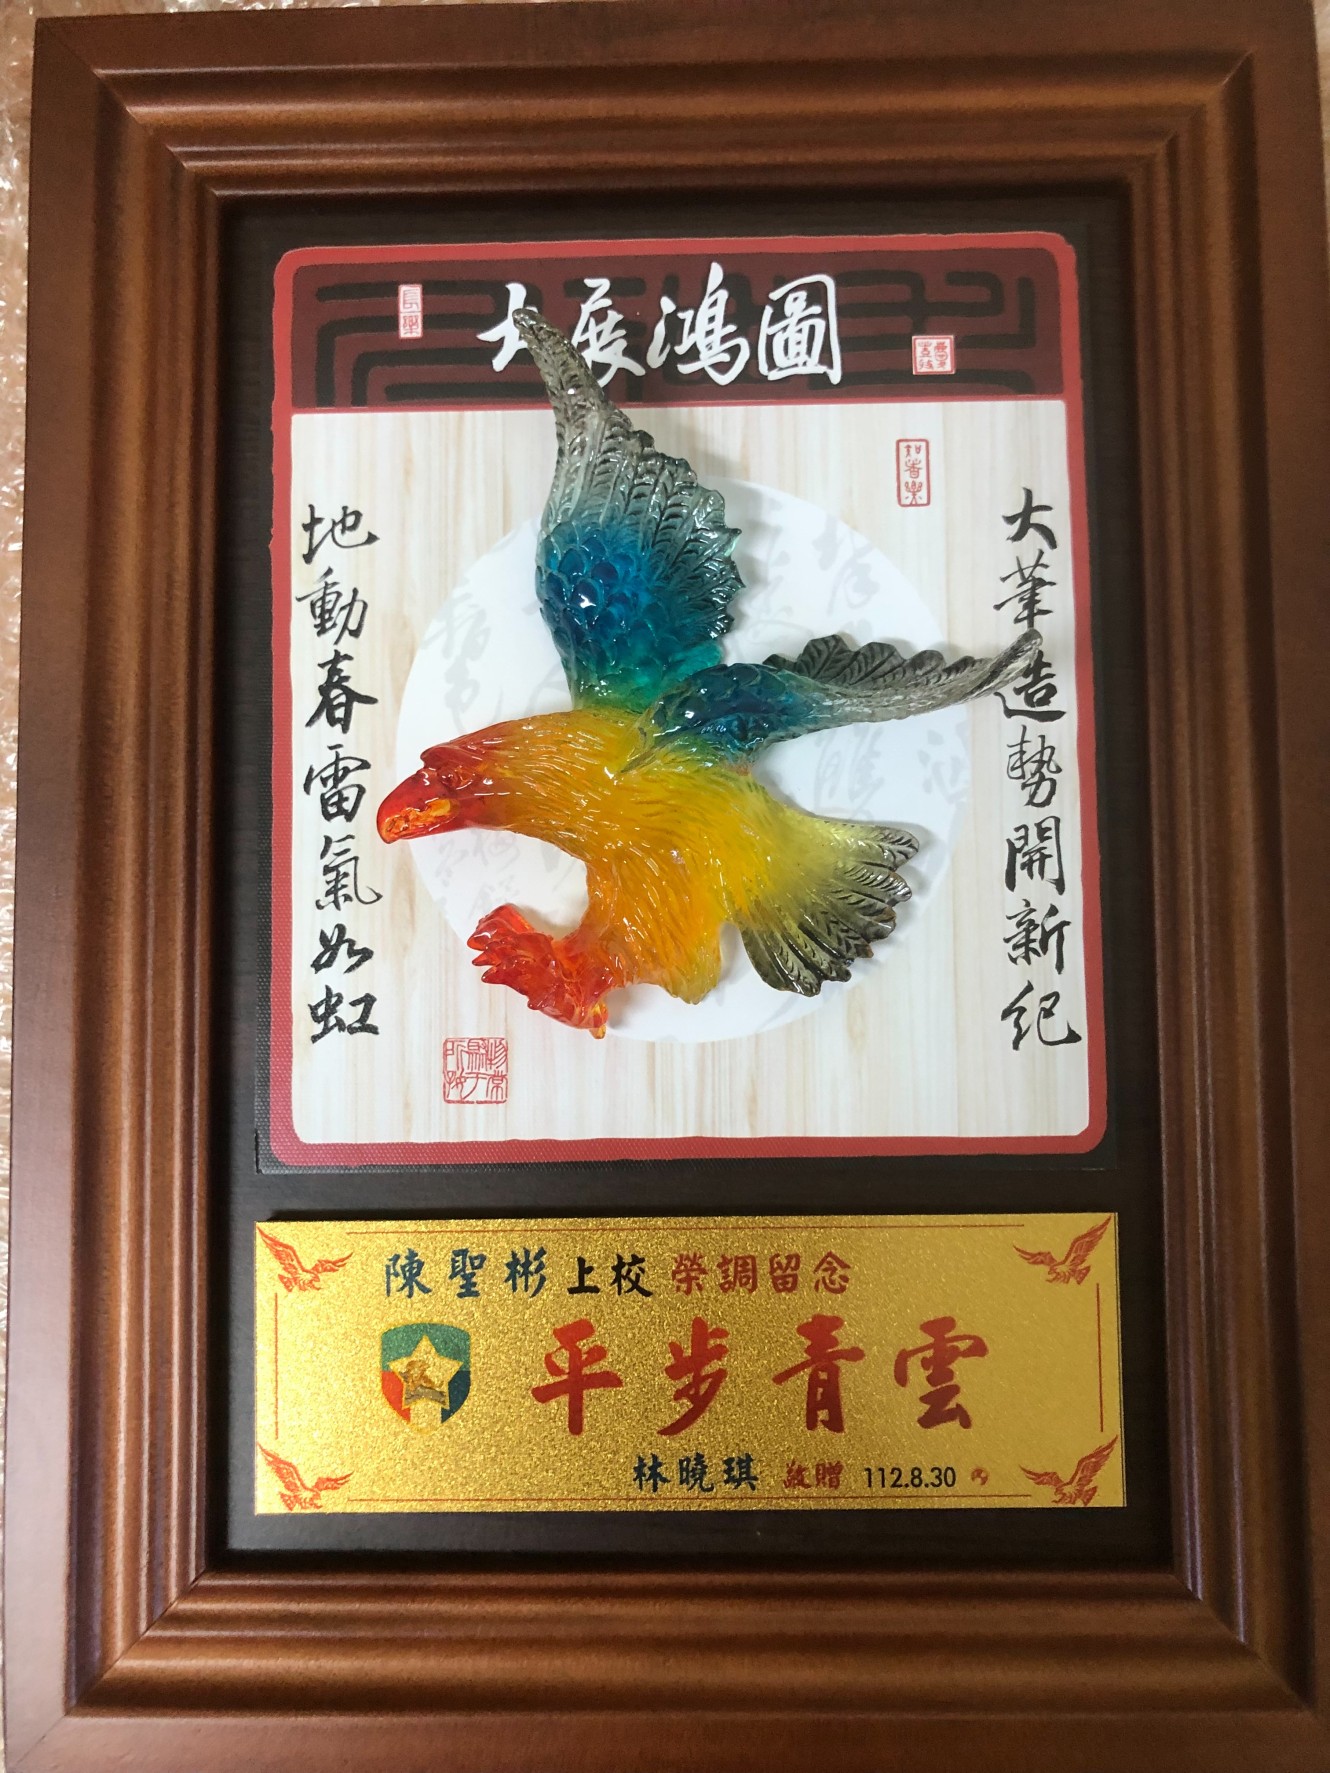 大展鴻圖
大筆造勢開新紀
地動春雷氣如虹
陳聖彬上校榮調留念
平步青雲
林曉琪 敬贈 112.8.30